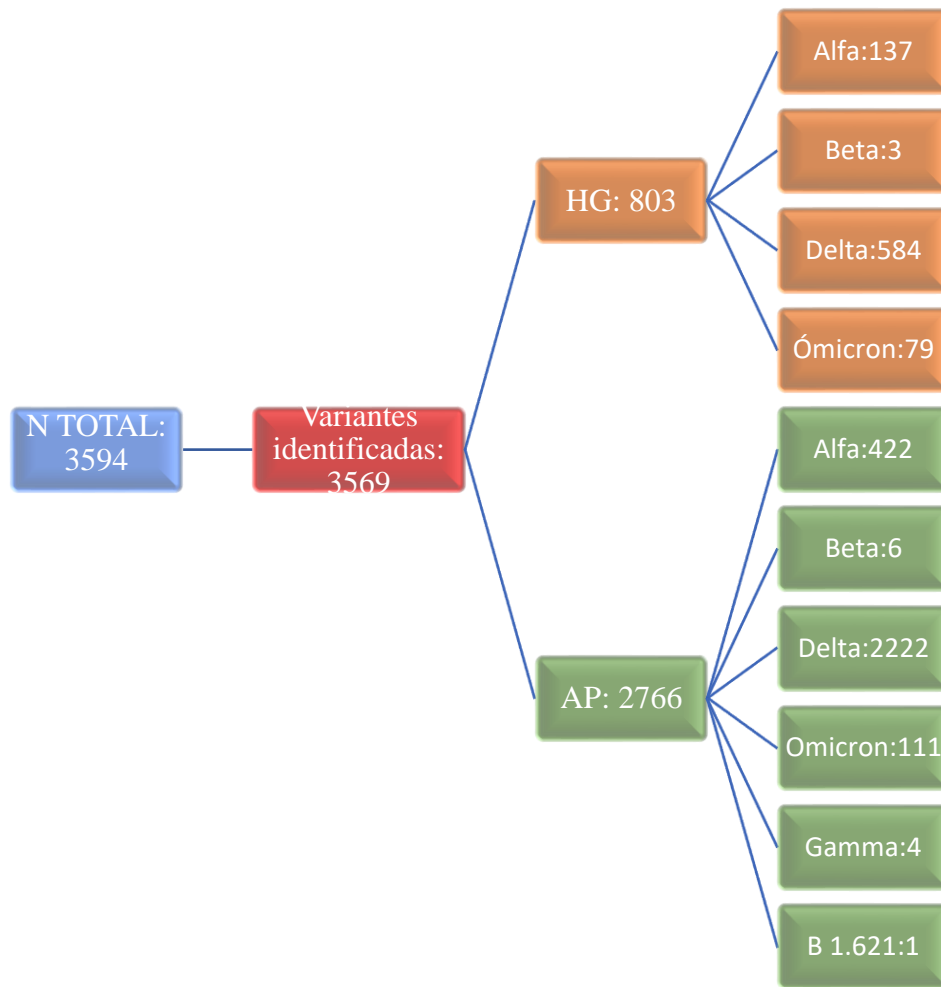 N TOTAL:
3594
Variantes
identificadas:
3569
HG: 803
Alfa:137
Beta:3
Delta:584
Ómicron:79
AP: 2766
Alfa:422
Beta:6
Delta:2222
Omicron:111
Gamma:4
B 1.621:1